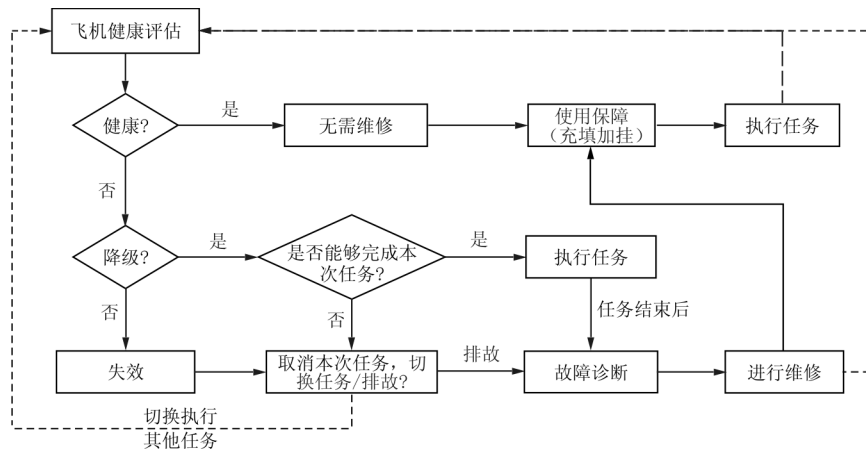 飞机健康评估
健康?
是
无需维修
使用保障
（充填加挂）
执行任务
否
降级?
是
是否能够完成本
次任务?
是
执行任务
否
否
任务结束后
失效
取消本次任务，切
换任务/排故?
排故
故障诊断
进行维修
切换执行
其他任务